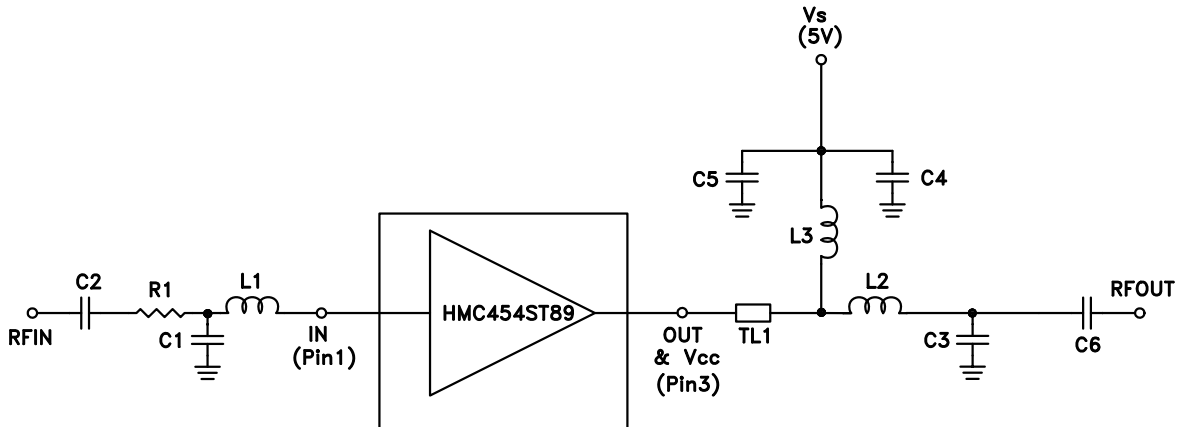 Vs
(5V)
C5
C4
L3
C2
R1
L1
L2
RFOUT
RFIN
C1
IN
(Pin1)
HMC454ST89
OUT
& Vcc
(Pin3)
TL1
C3
C6